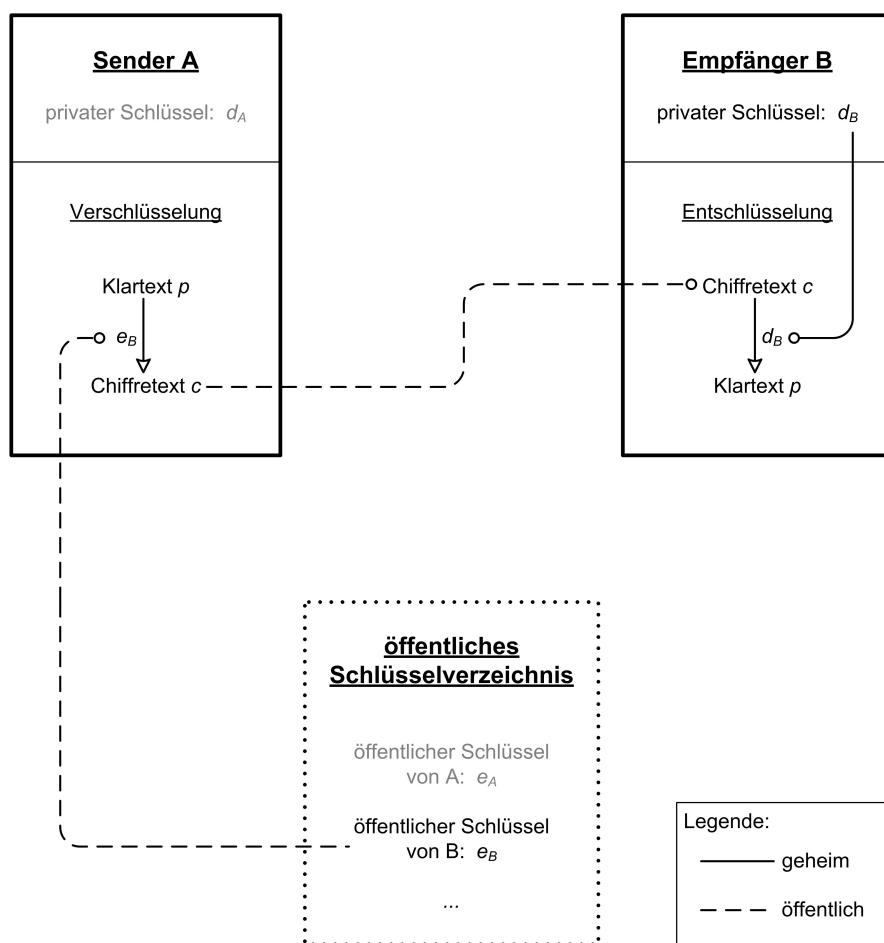 Sender A
privater Schlüssel: dA
Verschlüsselung
Klartext p
eB
Chiffretext c
Empfänger B
privater Schlüssel: dB
Entschlüsselung
Chiffretext c
dB
Klartext p
öffentliches
Schlüsselverzeichnis
öffentlicher Schlüssel
von A: eA
öffentlicher Schlüssel
von B: eB
...
Legende:
geheim
öffentlich